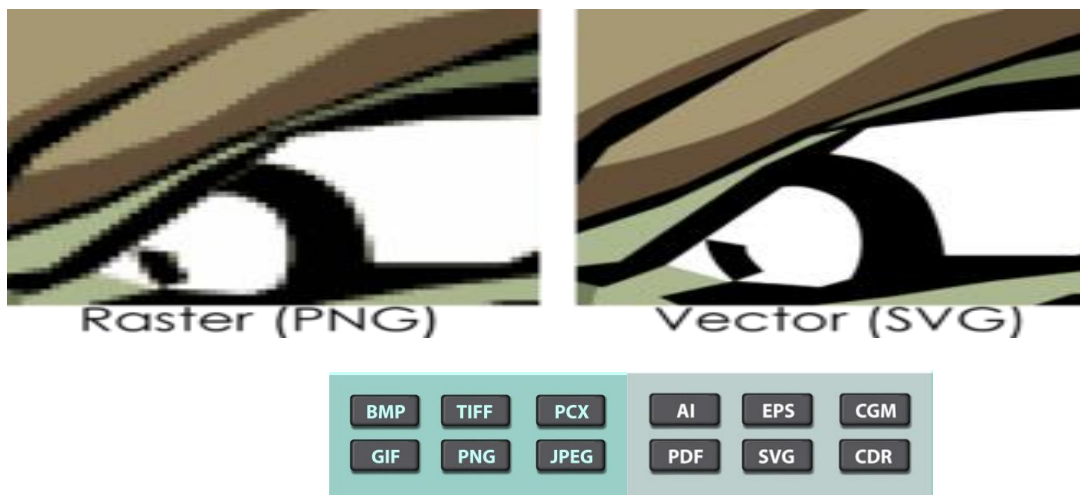 Raster (PNG) Vector (SVG)
BMP TIFF PCX AI EPS CGM
GIF PNG JPEG PDF SVG CDR